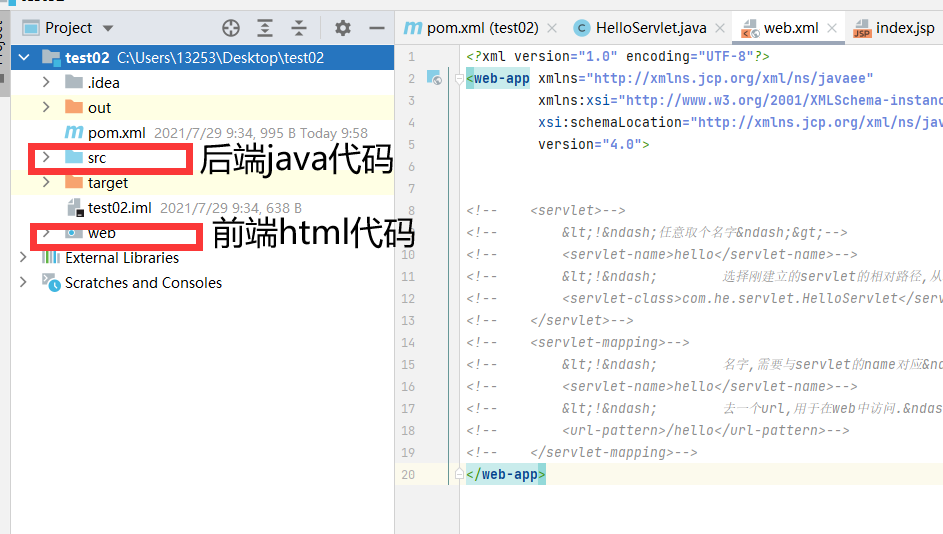 Project
test02 C:\Users\13253\Desktop\test02
.idea
out
pom.xml 2021/7/29 9:34, 995 B Today 9:58
src
后端java代码
target
test02.iml 2021/7/29 9:34, 638 B
web
前端html代码
External Libraries
Scratches and Consoles
pom.xml (test02)
HelloServlet.java
web.xml
index.jsp
1 <?xml version="1.0" encoding="UTF-8"?>
2 <web-app xmlns="http://xmlns.jcp.org/xml/ns/javaee"
3 xmlns:xsi="http://www.w3.org/2001/XMLSchema-instanc
4 xsi:schemaLocation="http://xmlns.jcp.org/xml/ns/jav
5 version="4.0">
6
7
8 <!-- <servlet>-->
<!-- &lt;!&ndash;任意取个名字&ndash;&gt;-->
10 <!-- <servlet-name>hello</servlet-name>-->
11 <!-- &lt;!&ndash; 选择刚建立的servlet的相对路径,从
12 <!-- <servlet-class>com.he.servlet.HelloServlet</serv
13 <!-- </servlet>-->
14 <!-- <servlet-mapping>-->
15 <!-- &lt;!&ndash; 名字,需要与servlet的name对应&nd
16 <!-- <servlet-name>hello</servlet-name>-->
17 <!-- &lt;!&ndash; 去一个url,用于在web中访问.&ndas
18 <!-- <url-pattern>/hello</url-pattern>-->
19 <!-- </servlet-mapping>-->
20 </web-app>